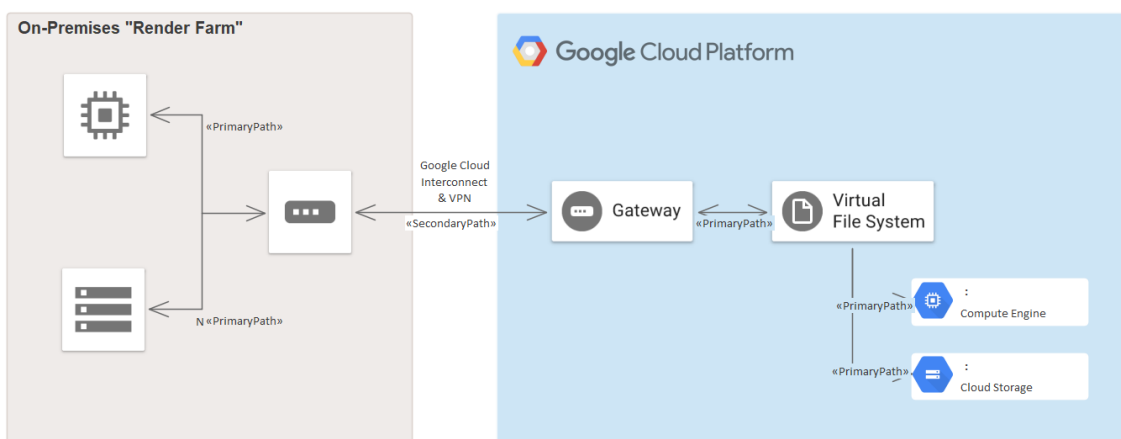 On-Premises "Render Farm"
Google Cloud Platform
«PrimaryPath»
Google Cloud
Interconnect
& VPN
«SecondaryPath»
Gateway
«PrimaryPath»
Virtual
File System
N «PrimaryPath»
«PrimaryPath»
:
Compute Engine
«PrimaryPath»
:
Cloud Storage